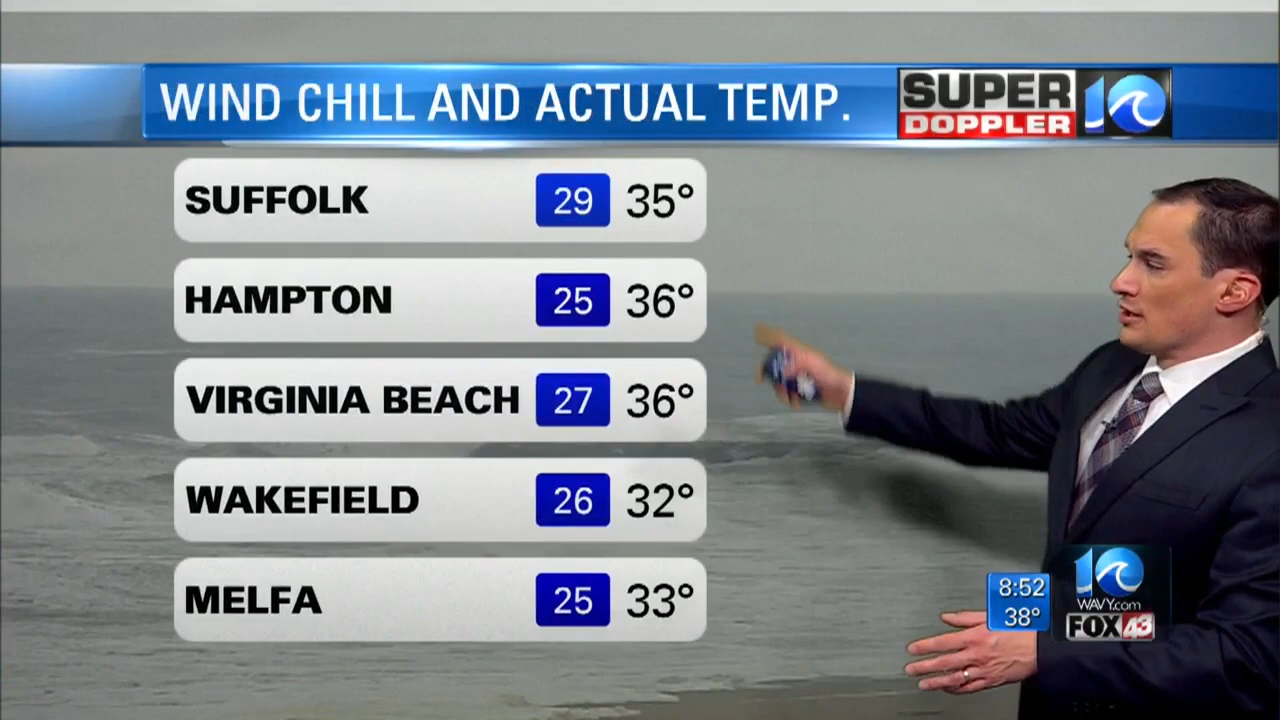 WIND CHILL AND ACTUAL TEMP.
SUPER
DOPPLER
10
SUFFOLK 29 35°
HAMPTON 25 36°
VIRGINIA BEACH 27 36°
WAKEFIELD 26 32°
MELFA 25 33°
8:52
38°
10
WAVY.com
FOX 43